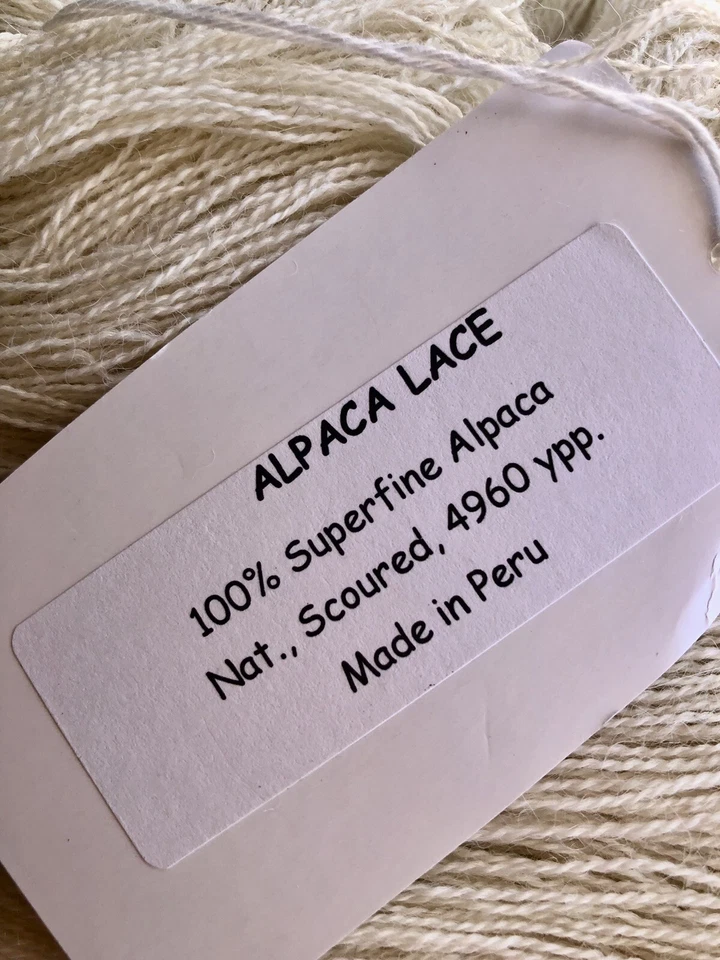 ALPACA LACE
100% Superfine Alpaca
Nat., Scoured, 4960 ypp.
Made in Peru